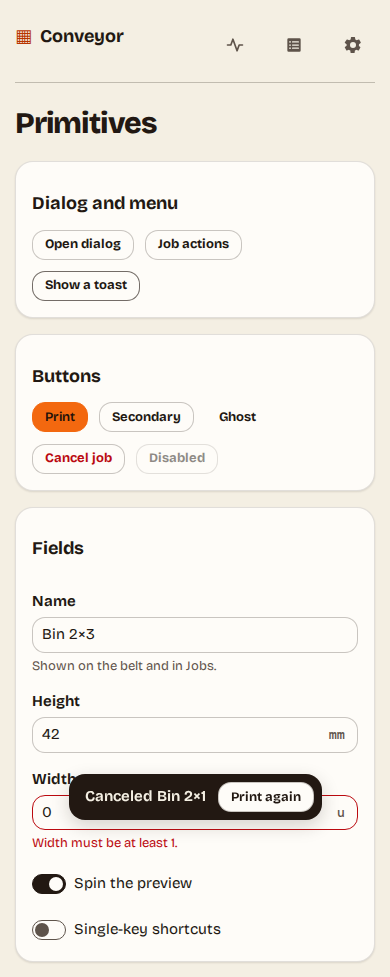 Conveyor
Primitives
Dialog and menu
Open dialog Job actions
Show a toast
Buttons
Print Secondary Ghost
Cancel job Disabled
Fields
Name
Bin 2×3
Shown on the belt and in Jobs.
Height
42 mm
Width
Canceled Bin 2×1 Print again
0 u
Width must be at least 1.
Spin the preview
Single-key shortcuts